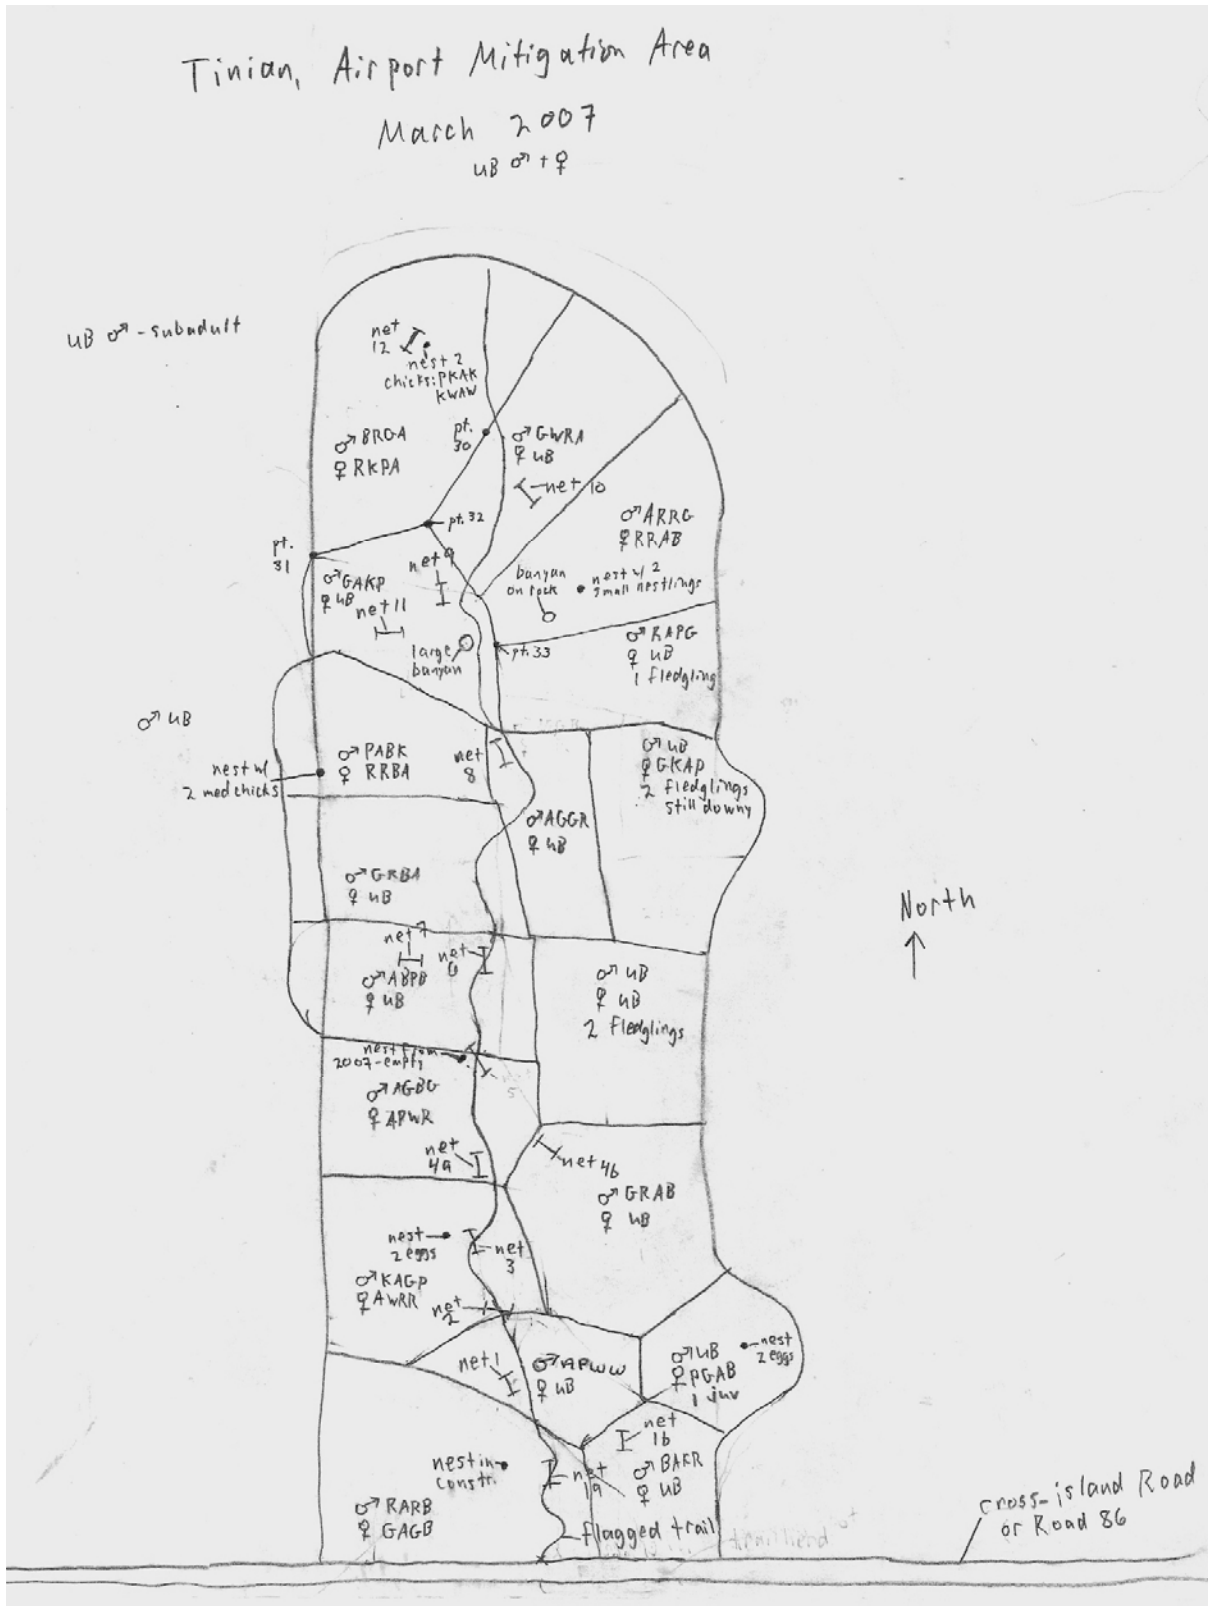 Tinian, Airport Mitigation Area
March 2007
UB ♂ + ♀
UB ♂ - subadult
net
12
nest 2
chicks: PKAK
KWAW
♂ BRGA
♀ RKPA
pt.
30
♂ GWRA
♀ UB
net 10
pt. 32
♂ ARRG
♀ RRAB
pt.
31
net 9
♂ GAKP
♀ UB
net 11
banyan
on rock
nest w/ 2
small nestlings
large
banyan
pt. 33
♂ RAPG
♀ UB
1 fledgling
♂ UB
nest w/
2 med chicks
♂ PABK
♀ RRBA
net
8
♂ UB
♀ GKAP
2 fledglings
still downy
♂ AGGR
♀ UB
♂ GRBA
♀ UB
North
net 7
net
6
♂ ABPB
♀ UB
♂ UB
♀ UB
2 fledglings
nest from
2007-empty
5
♂ AGBG
♀ APWR
net
4a
net 4b
♂ GRAB
♀ UB
nest
2 eggs
net
3
♂ KAGP
♀ AWRR
net
2
net 1
♂ APWW
♀ UB
♂ UB
♀ PGAB
1 juv
nest
2 eggs
net
1b
nest in
constr.
net
1a
♂ BAKR
♀ UB
♂ RARB
♀ GAGB
flagged trail
trailhead
cross-island Road
or Road 86